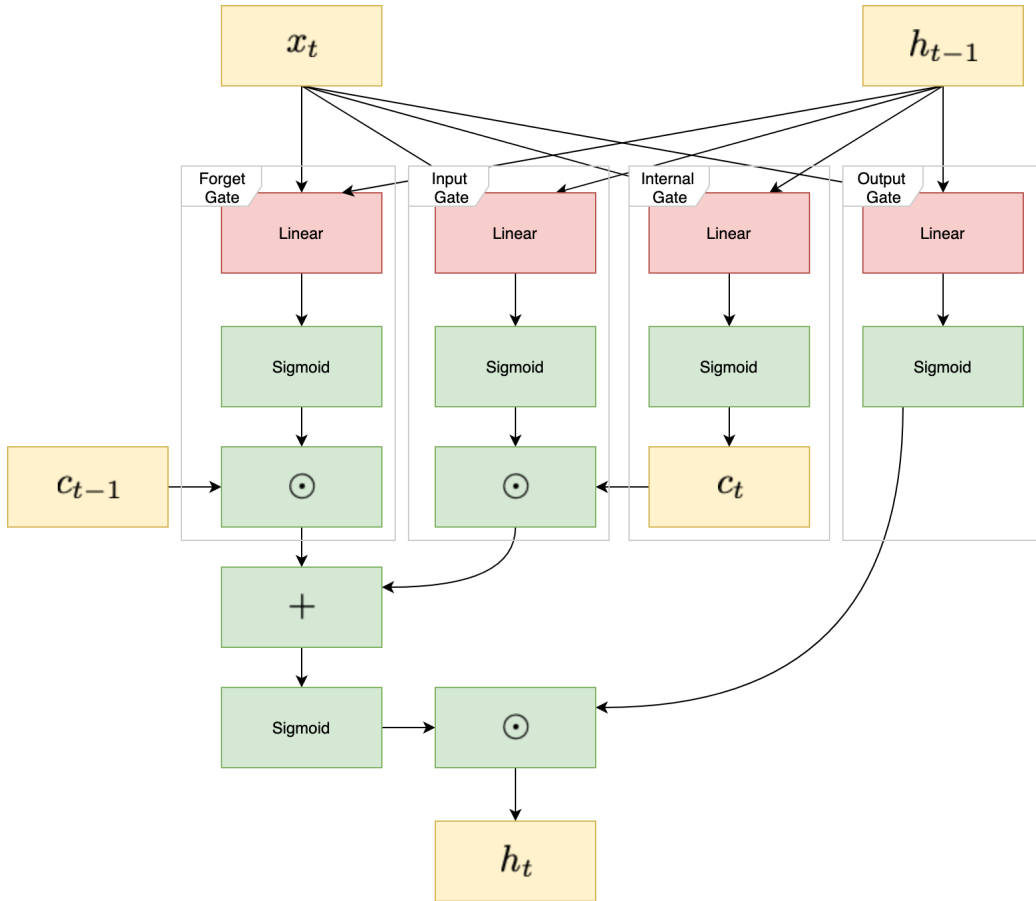 x_t
h_{t-1}
Forget
Gate
Input
Gate
Internal
Gate
Output
Gate
Linear
Linear
Linear
Linear
Sigmoid
Sigmoid
Sigmoid
Sigmoid
c_{t-1}
⊙
⊙
c_t
+
Sigmoid
⊙
h_t